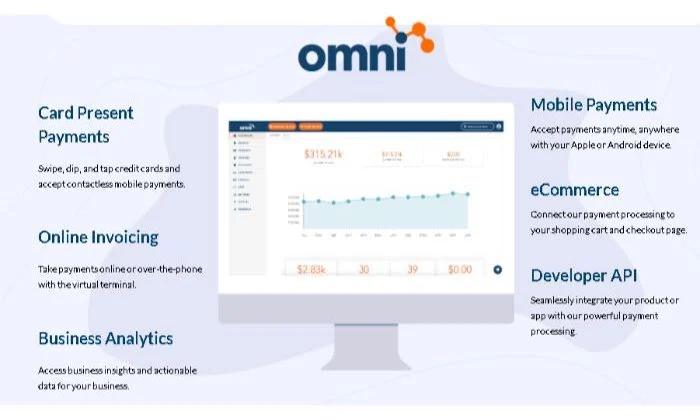 omni
Card Present
Payments
Swipe, dip, and tap credit cards and
accept contactless mobile payments.
Online Invoicing
Take payments online or over-the-phone
with the virtual terminal.
Business Analytics
Access business insights and actionable
data for your business.
$315.21k
$2.83k
30
39
$0.00
Mobile Payments
Accept payments anytime, anywhere
with your Apple or Android device.
eCommerce
Connect our payment processing to
your shopping cart and checkout page.
Developer API
Seamlessly integrate your product or
app with our powerful payment
processing.